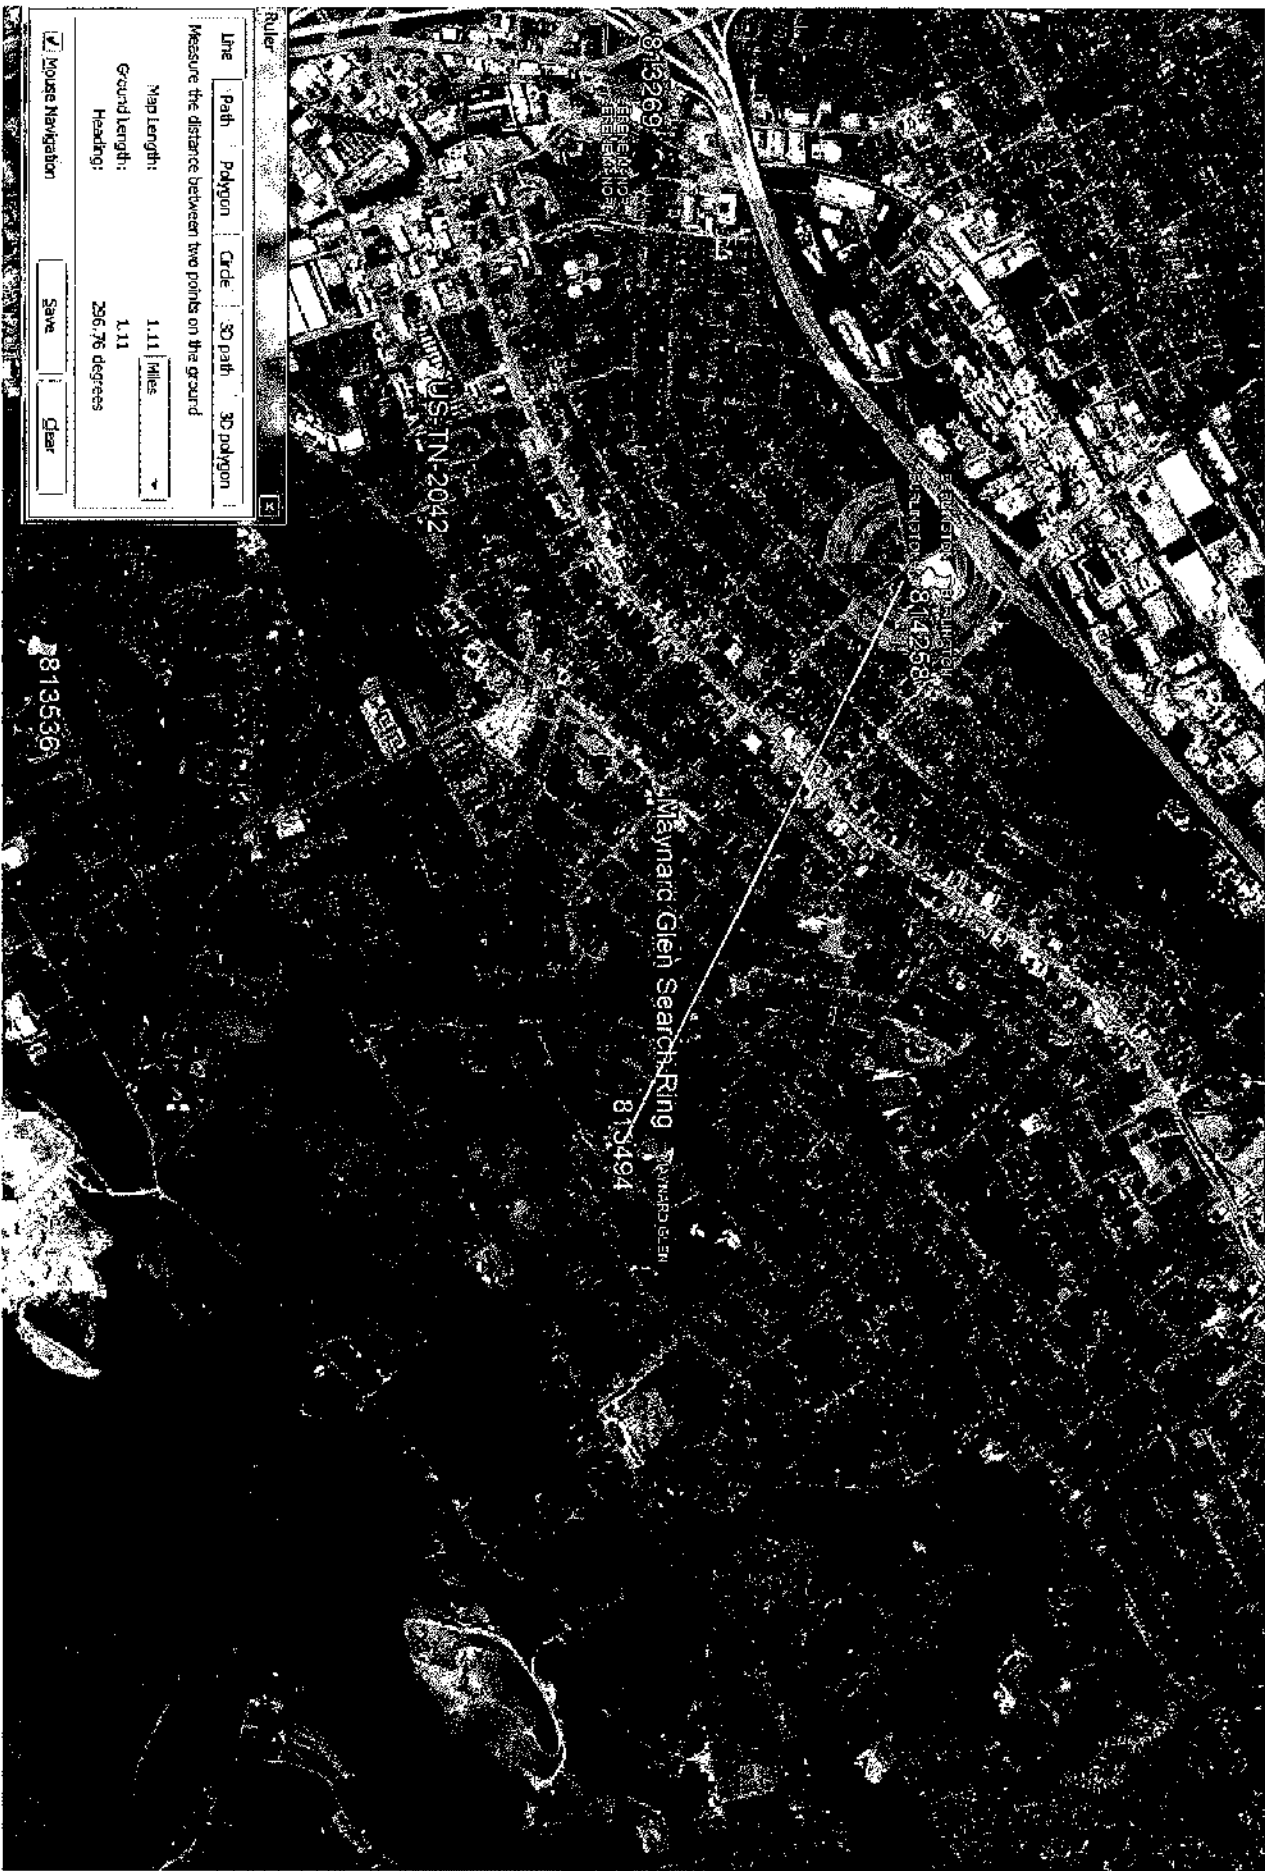 Ruler
Line Path Polygon Circle 3D path 3D polygon
Measure the distance between two points on the ground
Map Length: 1.11 Miles
Ground Length: 1.11
Heading: 296.76 degrees
Mouse Navigation Save Clear
813269
814258
Maynard Glen Search Ring
MAYNARD GLEN
813494
US-TN-2042
813536